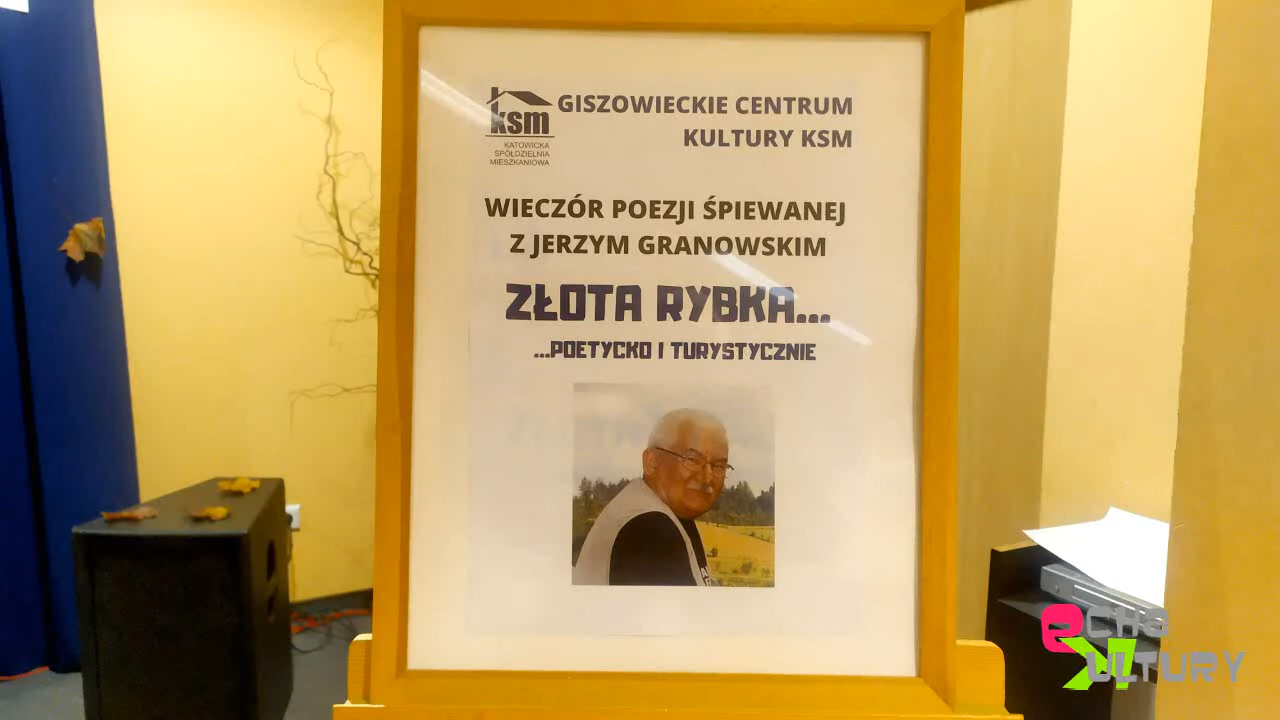 ksm
KATOWICKA
SPÓŁDZIELNIA
MIESZKANIOWA
GISZOWIECKIE CENTRUM
KULTURY KSM
WIECZÓR POEZJI ŚPIEWANEJ
Z JERZYM GRANOWSKIM
ZŁOTA RYBKA...
...POETYCKO I TURYSTYCZNIE
eCHa
KULTURY